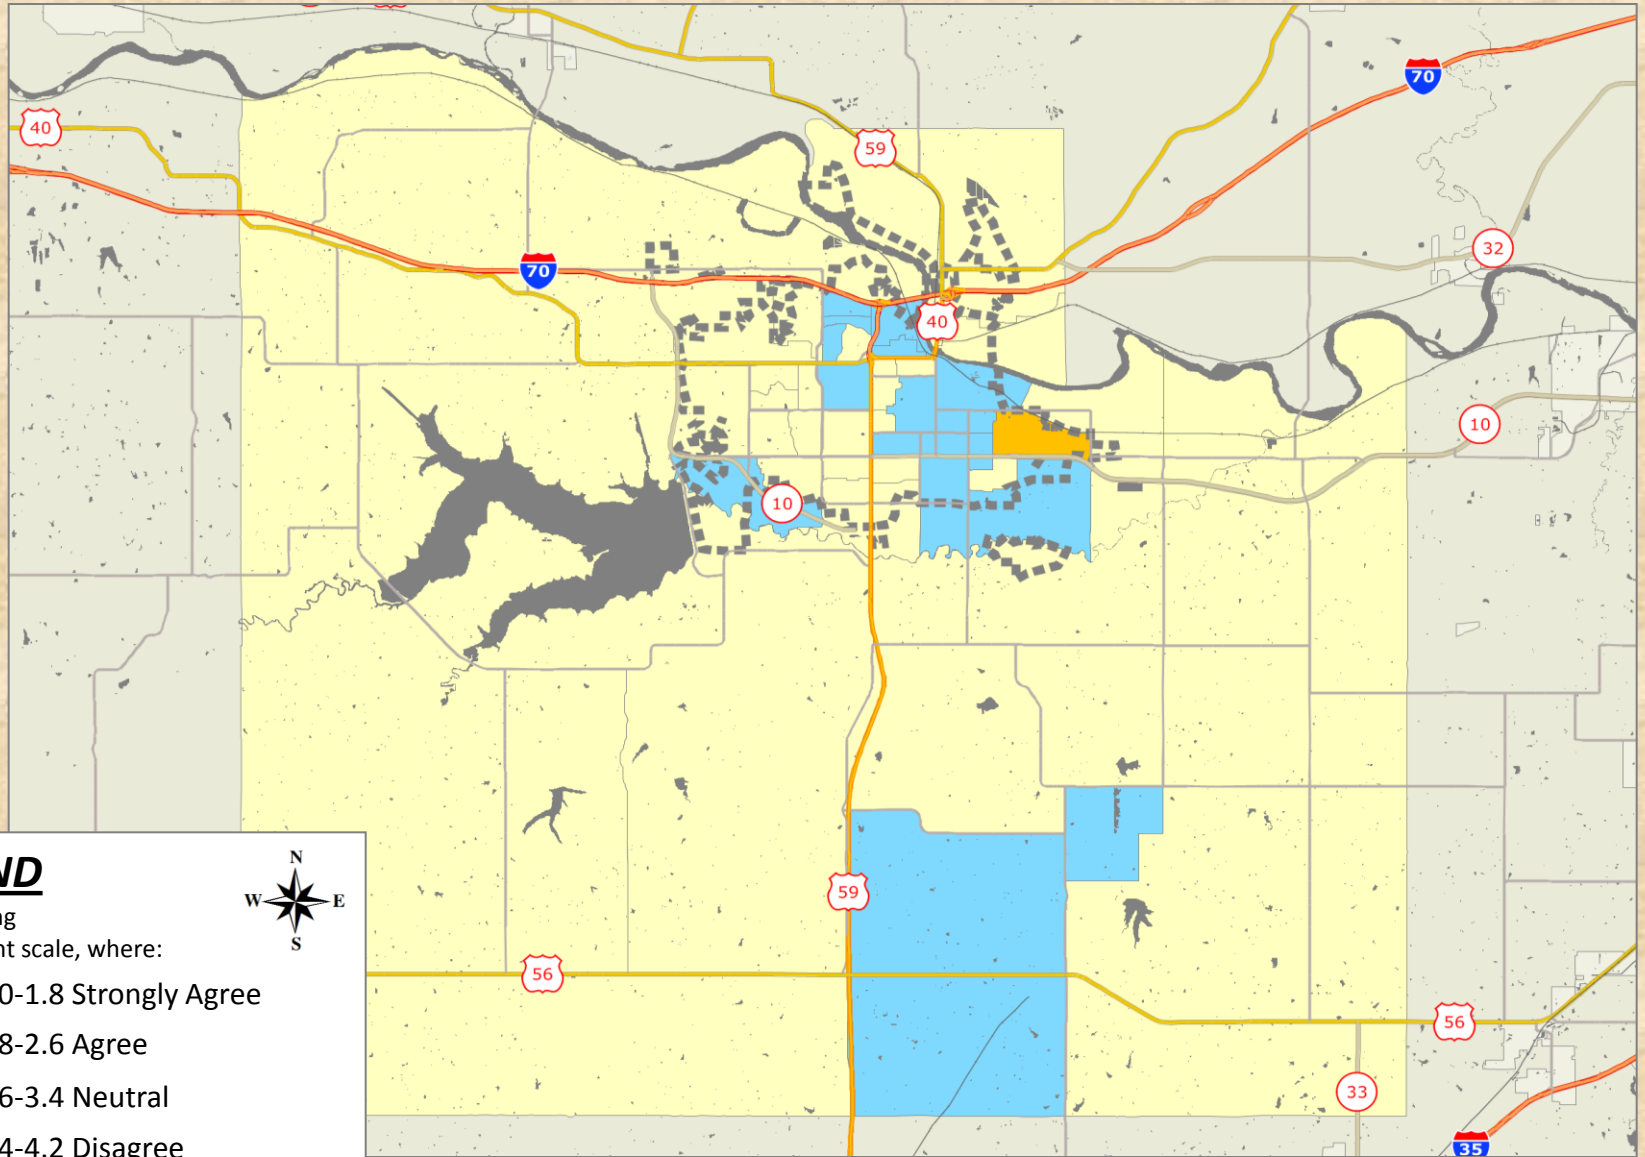 70
40
59
32
70
40
10
10
59
56
56
33
35
ND
N
W E
S
ng
nt scale, where:
0-1.8 Strongly Agree
8-2.6 Agree
6-3.4 Neutral
4-4.2 Disagree